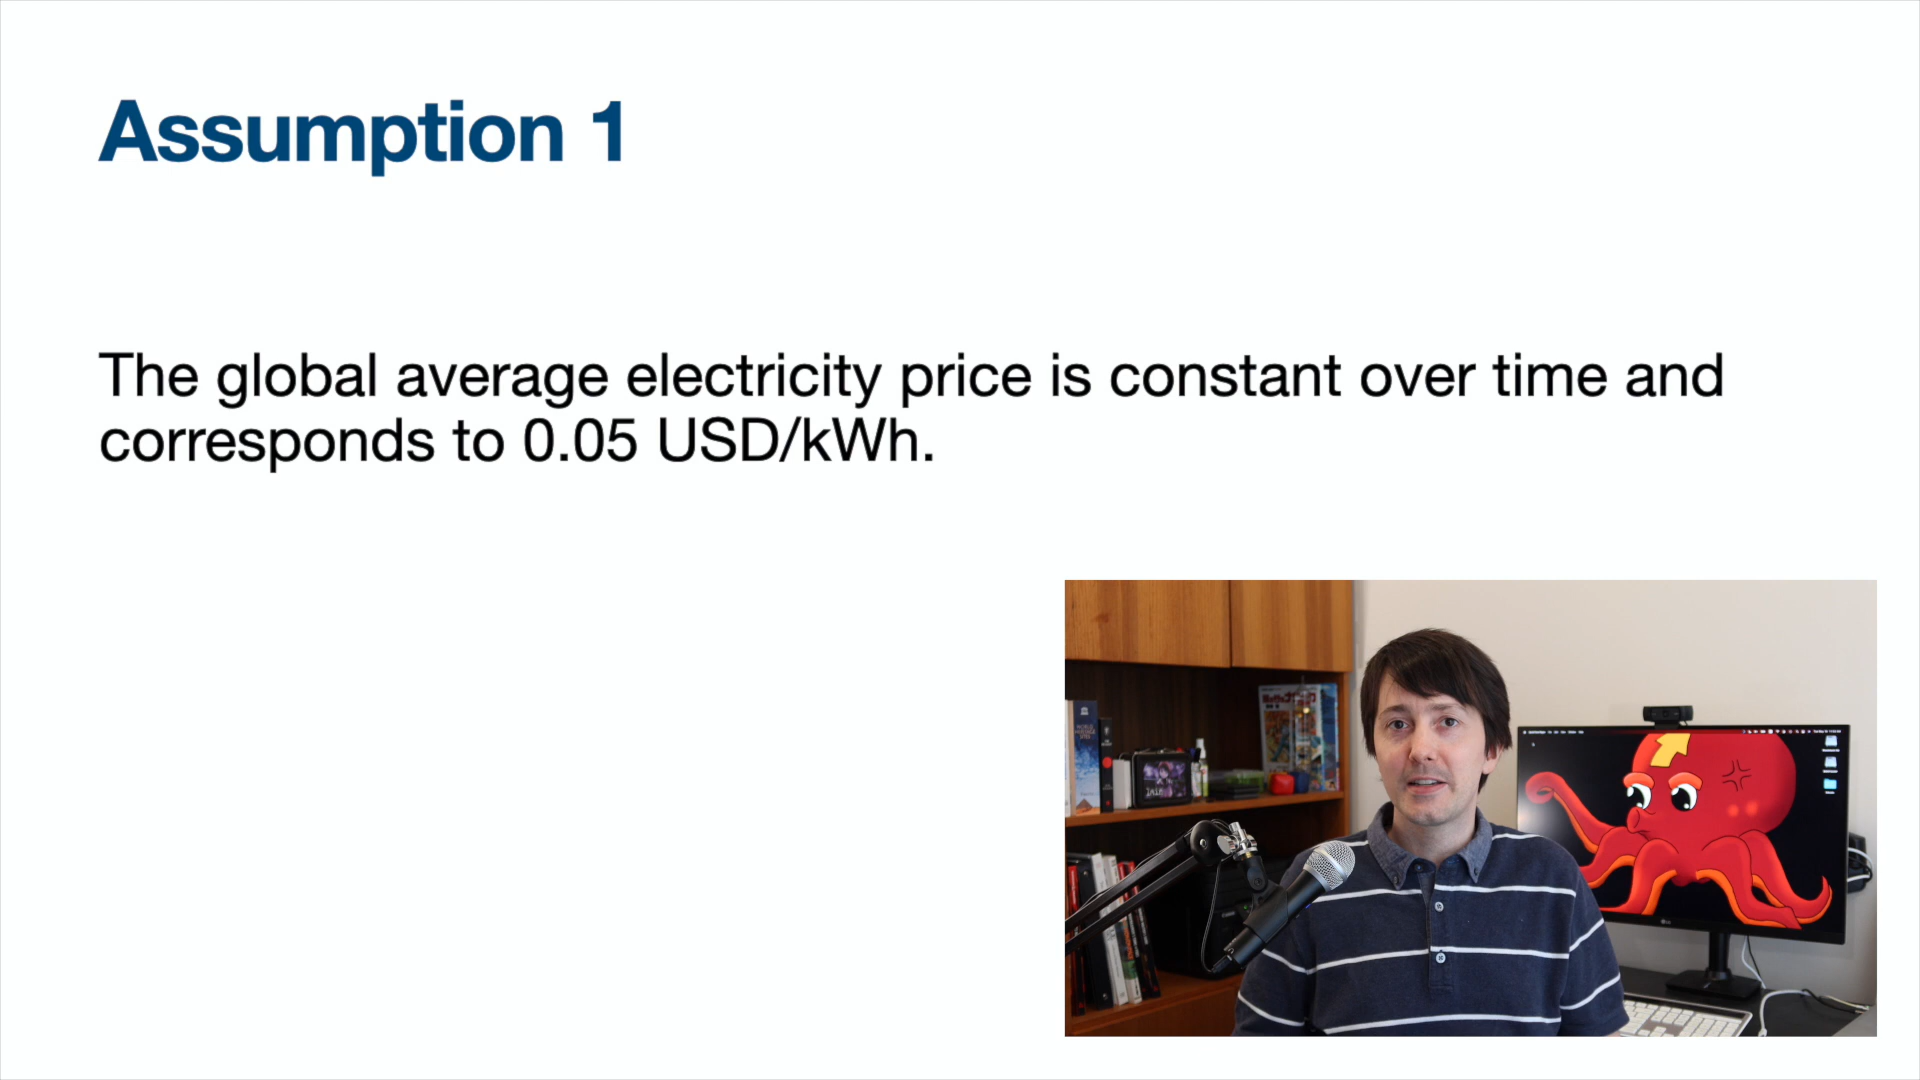 Assumption 1
The global average electricity price is constant over time and
corresponds to 0.05 USD/kWh.